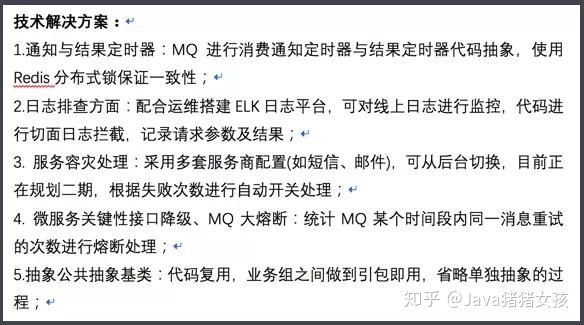 技术解决方案：
1.通知与结果定时器：MQ 进行消费通知定时器与结果定时器代码抽象，使用
Redis 分布式锁保证一致性；
2.日志排查方面：配合运维搭建 ELK 日志平台，可对线上日志进行监控，代码进
行切面日志拦截，记录请求参数及结果；
3. 服务容灾处理：采用多套服务商配置(如短信、邮件)，可从后台切换，目前正
在规划二期，根据失败次数进行自动开关处理；
4. 微服务关键性接口降级、MQ 大熔断：统计 MQ 某个时间段内同一消息重试
的次数进行熔断处理；
5.抽象公共抽象基类：代码复用，业务组之间做到引包即用，省略单独抽象的过
程；
知乎 @Java猪猪女孩